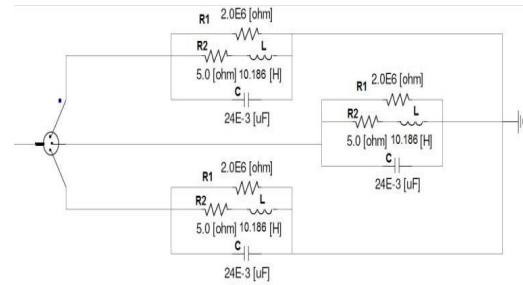 R1 2.0E6 [ohm]
R2 L
5.0 [ohm] 10.186 [H]
C
24E-3 [uF]
R1 2.0E6 [ohm]
R2 L
5.0 [ohm] 10.186 [H]
C
24E-3 [uF]
R1 2.0E6 [ohm]
R2 L
5.0 [ohm] 10.186 [H]
C
24E-3 [uF]